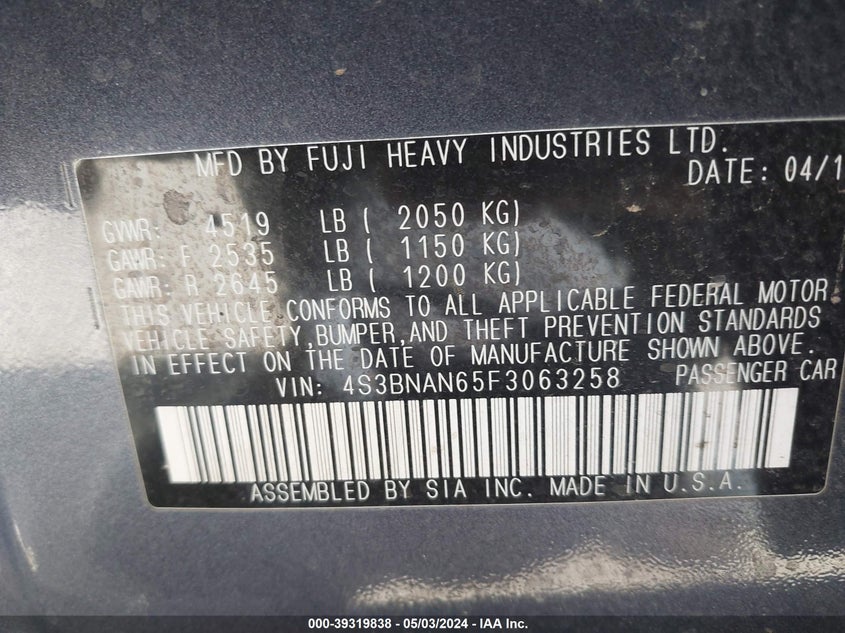 MFD BY FUJI HEAVY INDUSTRIES LTD.
DATE: 04/1
GVWR: 4519 LB ( 2050 KG)
GAWR: F 2535 LB ( 1150 KG)
GAWR: R 2645 LB ( 1200 KG)
THIS VEHICLE CONFORMS TO ALL APPLICABLE FEDERAL MOTOR
VEHICLE SAFETY,BUMPER,AND THEFT PREVENTION STANDARDS
IN EFFECT ON THE DATE OF MANUFACTURE SHOWN ABOVE.
VIN: 4S3BNAN65F3063258 PASSENGER CAR
ASSEMBLED BY SIA INC. MADE IN U.S.A.
000-39319838 - 05/03/2024 - IAA Inc.